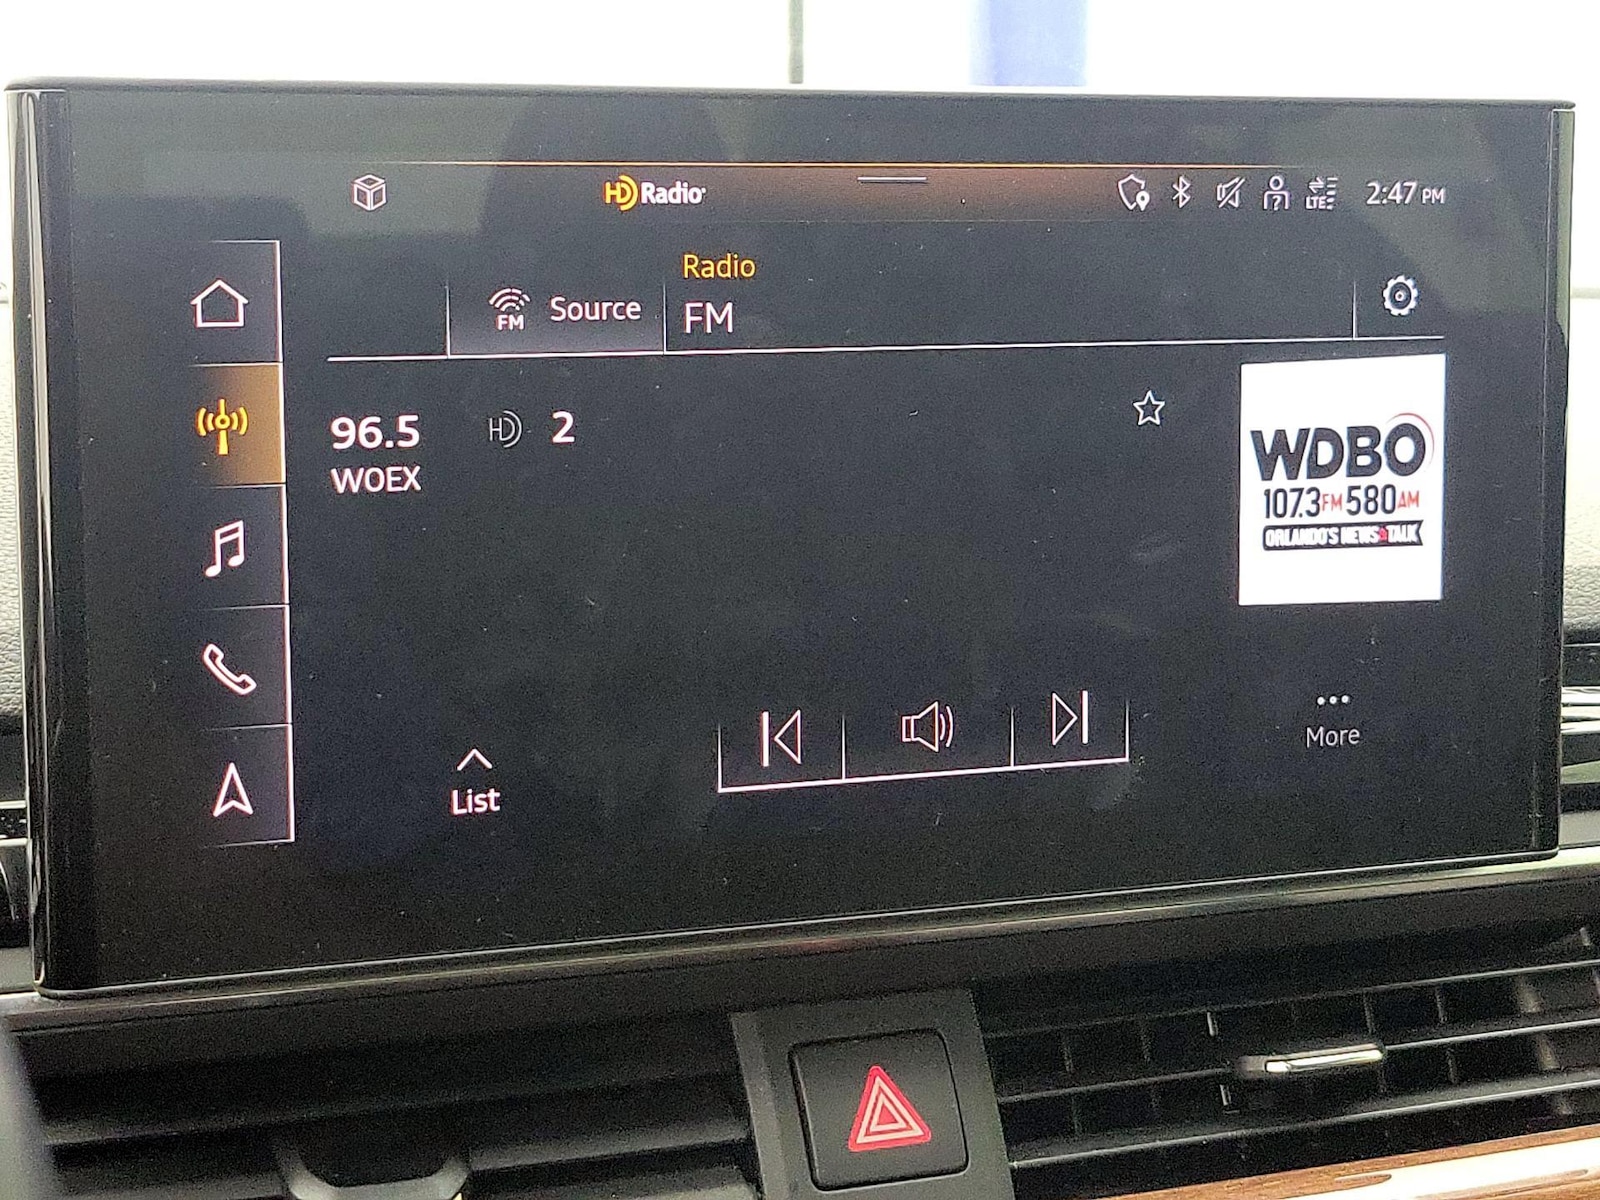 HD Radio
LTE
2:47 PM
FM
Source
Radio
FM
96.5
HD 2
WOEX
WDBO
107.3FM 580AM
ORLANDO'S NEWS & TALK
List
More